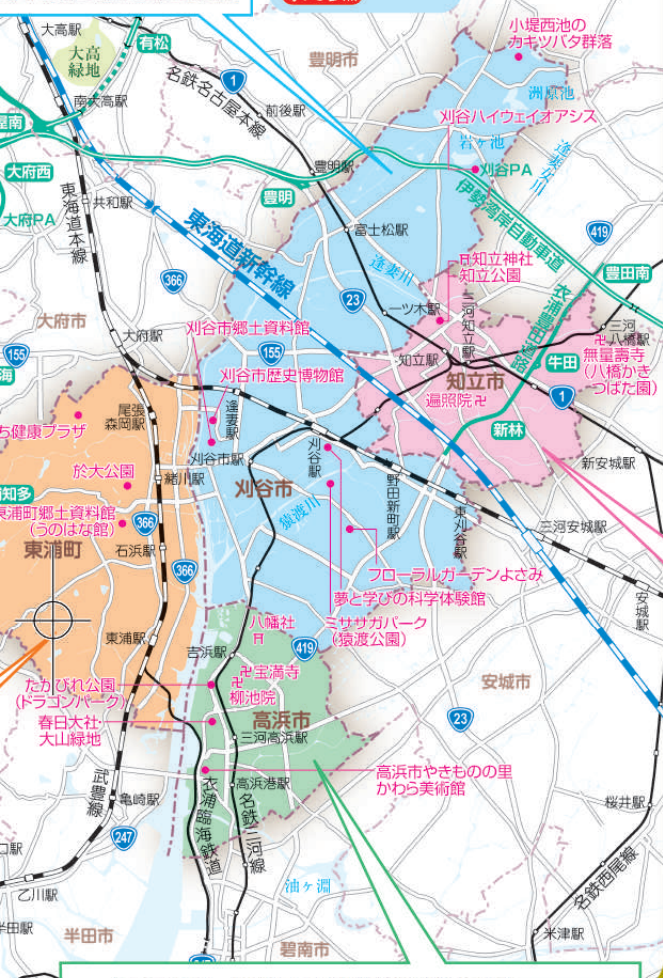 大高駅
有松
大高
緑地
名鉄名古屋本線
1
豊明市
小堤西池の
カキツバタ群落
洲原池
南大高駅
前後駅
刈谷ハイウェイオアシス
岩ヶ池
逢妻女川
大府西
豊明駅
豊明
刈谷PA
伊勢湾岸自動車道
大府PA
共和駅
東海道本線
東海道新幹線
富士松駅
419
366
逢妻川
知立神社
知立公園
豊田南
衣浦豊田道路
23
大府市
一ツ木駅
三河知立駅
三河
八橋駅
大府駅
刈谷市郷土資料館
155
155
知立駅
牛田
無量壽寺
(八橋かき
つばた園)
刈谷市歴史博物館
知立市
遍照院
1
尾張
森岡駅
逢妻駅
新林
刈谷市駅
刈谷駅
新安城駅
ち健康プラザ
於大公園
緒川駅
刈谷市
野田新町駅
猿渡川
東刈谷駅
三河安城駅
東浦町郷土資料館
(うのはな館)
366
石浜駅
東浦町
366
フローラルガーデンよさみ
夢と学びの科学体験館
安城駅
八幡社
ミササガパーク
(猿渡公園)
東浦駅
吉浜駅
419
宝満寺
柳池院
安城市
たかびれ公園
(ドラゴンパーク)
高浜市
23
春日大社・
大山緑地
三河高浜駅
高浜市やきものの里
かわら美術館
武豊線
高浜港駅
亀崎駅
衣浦臨海鉄道
名鉄三河線
桜井駅
247
名鉄西尾線
油ヶ淵
乙川駅
半田市
半田駅
碧南市
米津駅